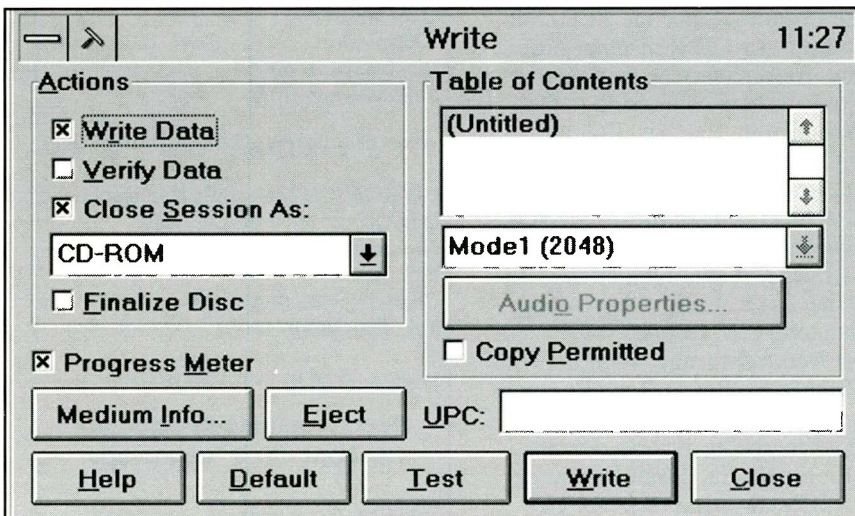 Write 11:27
Actions
Write Data
Verify Data
Close Session As:
CD-ROM
Finalize Disc
Progress Meter
Medium Info... Eject
Table of Contents
(Untitled)
Mode1 (2048)
Audio Properties...
Copy Permitted
UPC:
Help Default Test Write Close